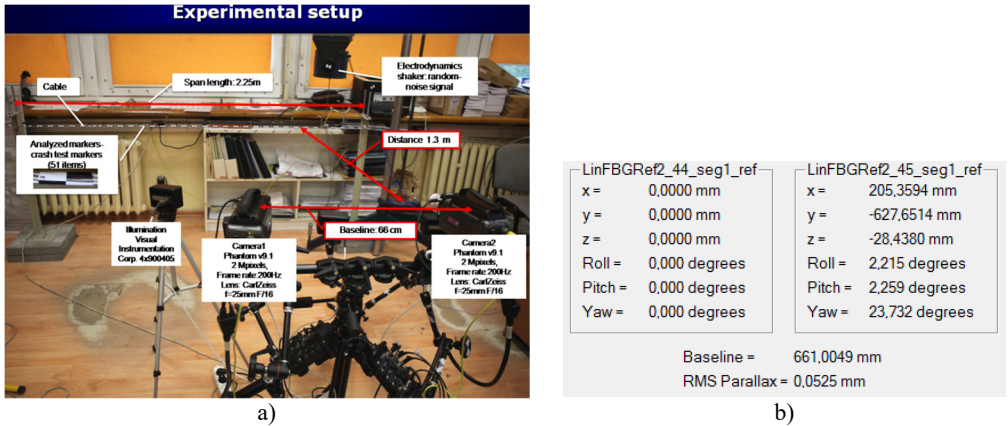 Experimental setup
Electrodynamics
shaker: random-
noise signal
Span length: 2.25m
Cable
Distance 1.3 m
Analyzed markers-
crash test markers
(51 items)
Baseline: 66 cm
Illumination
Visual
Instrumentation
Corp. 4x900405
Camera1
Phantom v9.1
2 Mpixels,
Frame rate:200Hz
Lens: CarlZeiss
f=25mm F/16
Camera2
Phantom v9.1
2 Mpixels,
Frame rate:200Hz
Lens: CarlZeiss
f=25mm F/16
a)
LinFBGRef2_44_seg1_ref
x = 0,0000 mm
y = 0,0000 mm
z = 0,0000 mm
Roll = 0,000 degrees
Pitch = 0,000 degrees
Yaw = 0,000 degrees
LinFBGRef2_45_seg1_ref
x = 205,3594 mm
y = -627,6514 mm
z = -28,4380 mm
Roll = 2,215 degrees
Pitch = 2,259 degrees
Yaw = 23,732 degrees
Baseline = 661,0049 mm
RMS Parallax = 0,0525 mm
b)